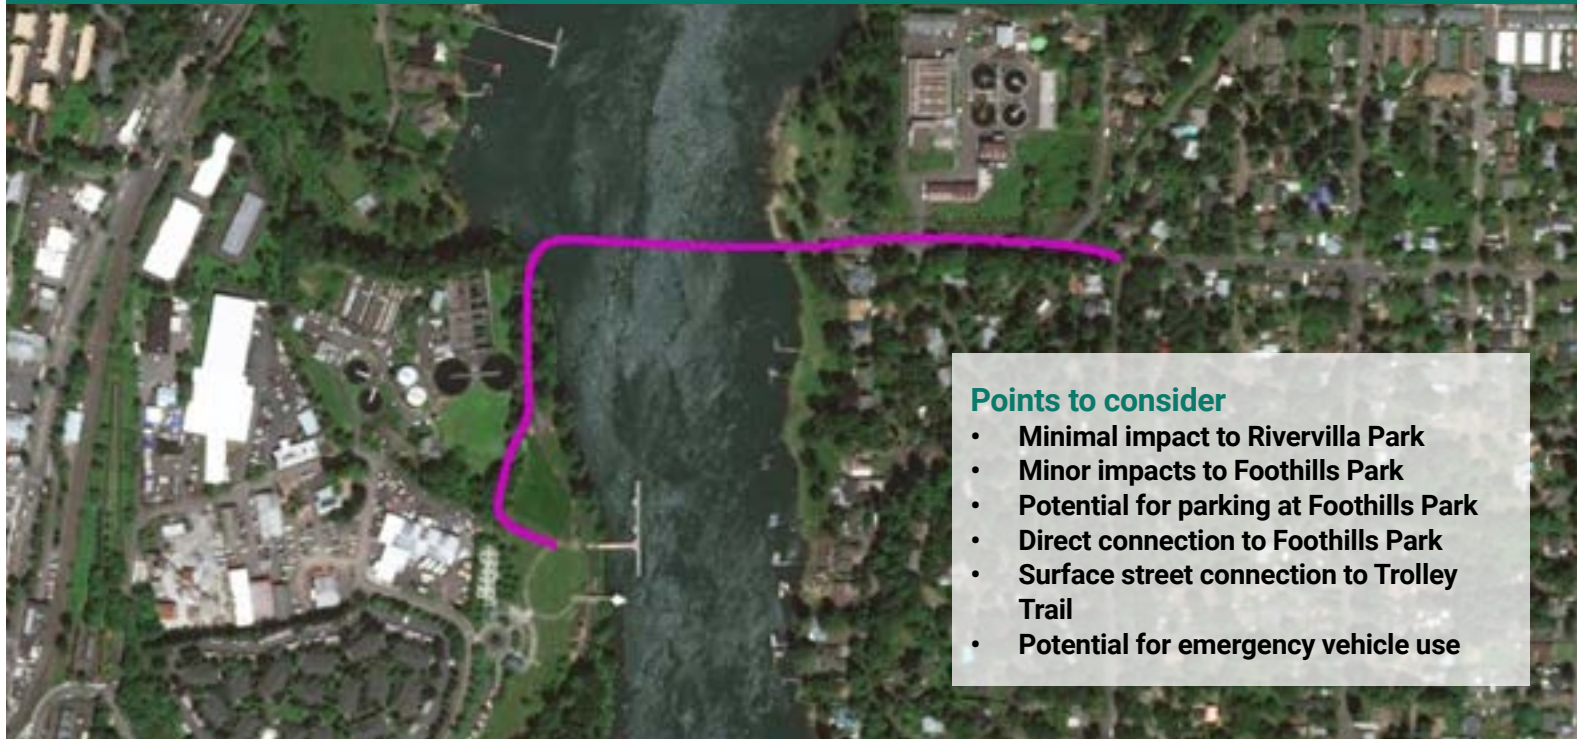 Points to consider
• Minimal impact to Rivervilla Park
• Minor impacts to Foothills Park
• Potential for parking at Foothills Park
• Direct connection to Foothills Park
• Surface street connection to Trolley
Trail
• Potential for emergency vehicle use